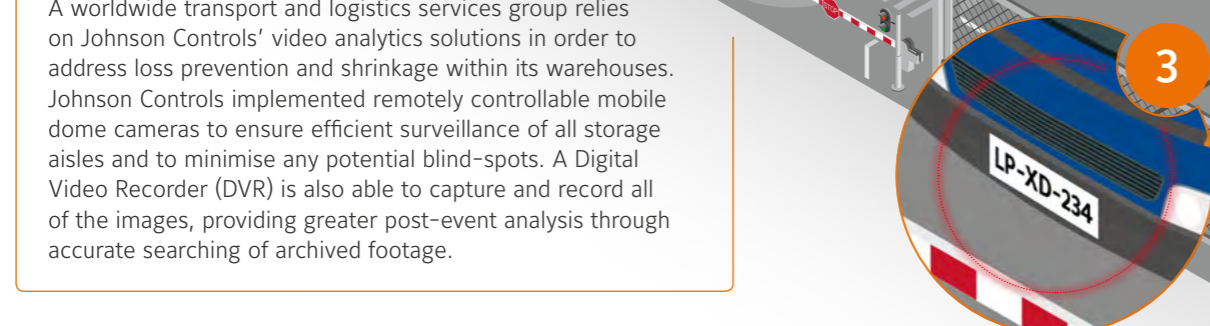 A worldwide transport and logistics services group relies
on Johnson Controls’ video analytics solutions in order to
address loss prevention and shrinkage within its warehouses.
Johnson Controls implemented remotely controllable mobile
dome cameras to ensure efficient surveillance of all storage
aisles and to minimise any potential blind-spots. A Digital
Video Recorder (DVR) is also able to capture and record all
of the images, providing greater post-event analysis through
accurate searching of archived footage.
STOP
3
LP-XD-234